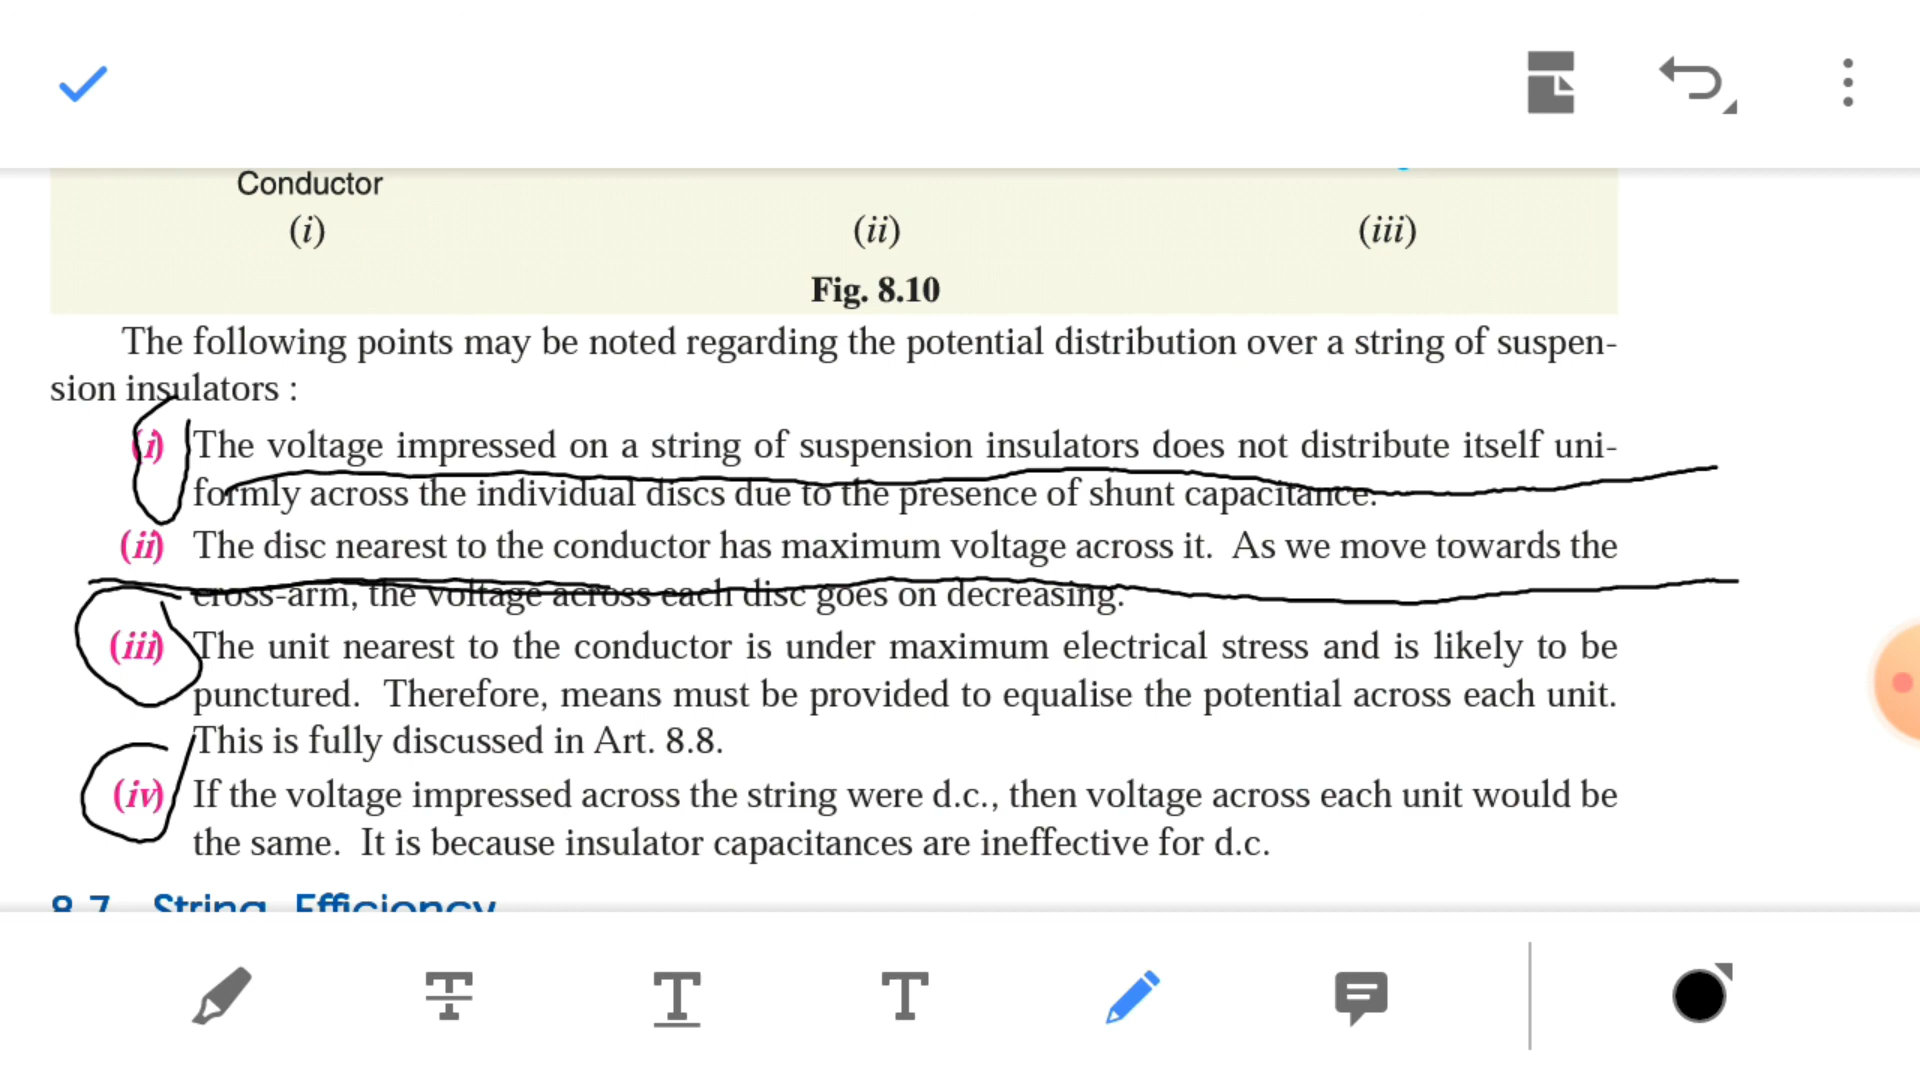 Conductor
(i) (ii) (iii)
Fig. 8.10
The following points may be noted regarding the potential distribution over a string of suspen-
sion insulators :
(i) The voltage impressed on a string of suspension insulators does not distribute itself uni-
formly across the individual discs due to the presence of shunt capacitance.
(ii) The disc nearest to the conductor has maximum voltage across it. As we move towards the
cross-arm, the voltage across each disc goes on decreasing.
(iii) The unit nearest to the conductor is under maximum electrical stress and is likely to be
punctured. Therefore, means must be provided to equalise the potential across each unit.
This is fully discussed in Art. 8.8.
(iv) If the voltage impressed across the string were d.c., then voltage across each unit would be
the same. It is because insulator capacitances are ineffective for d.c.
8.7 String Efficiency